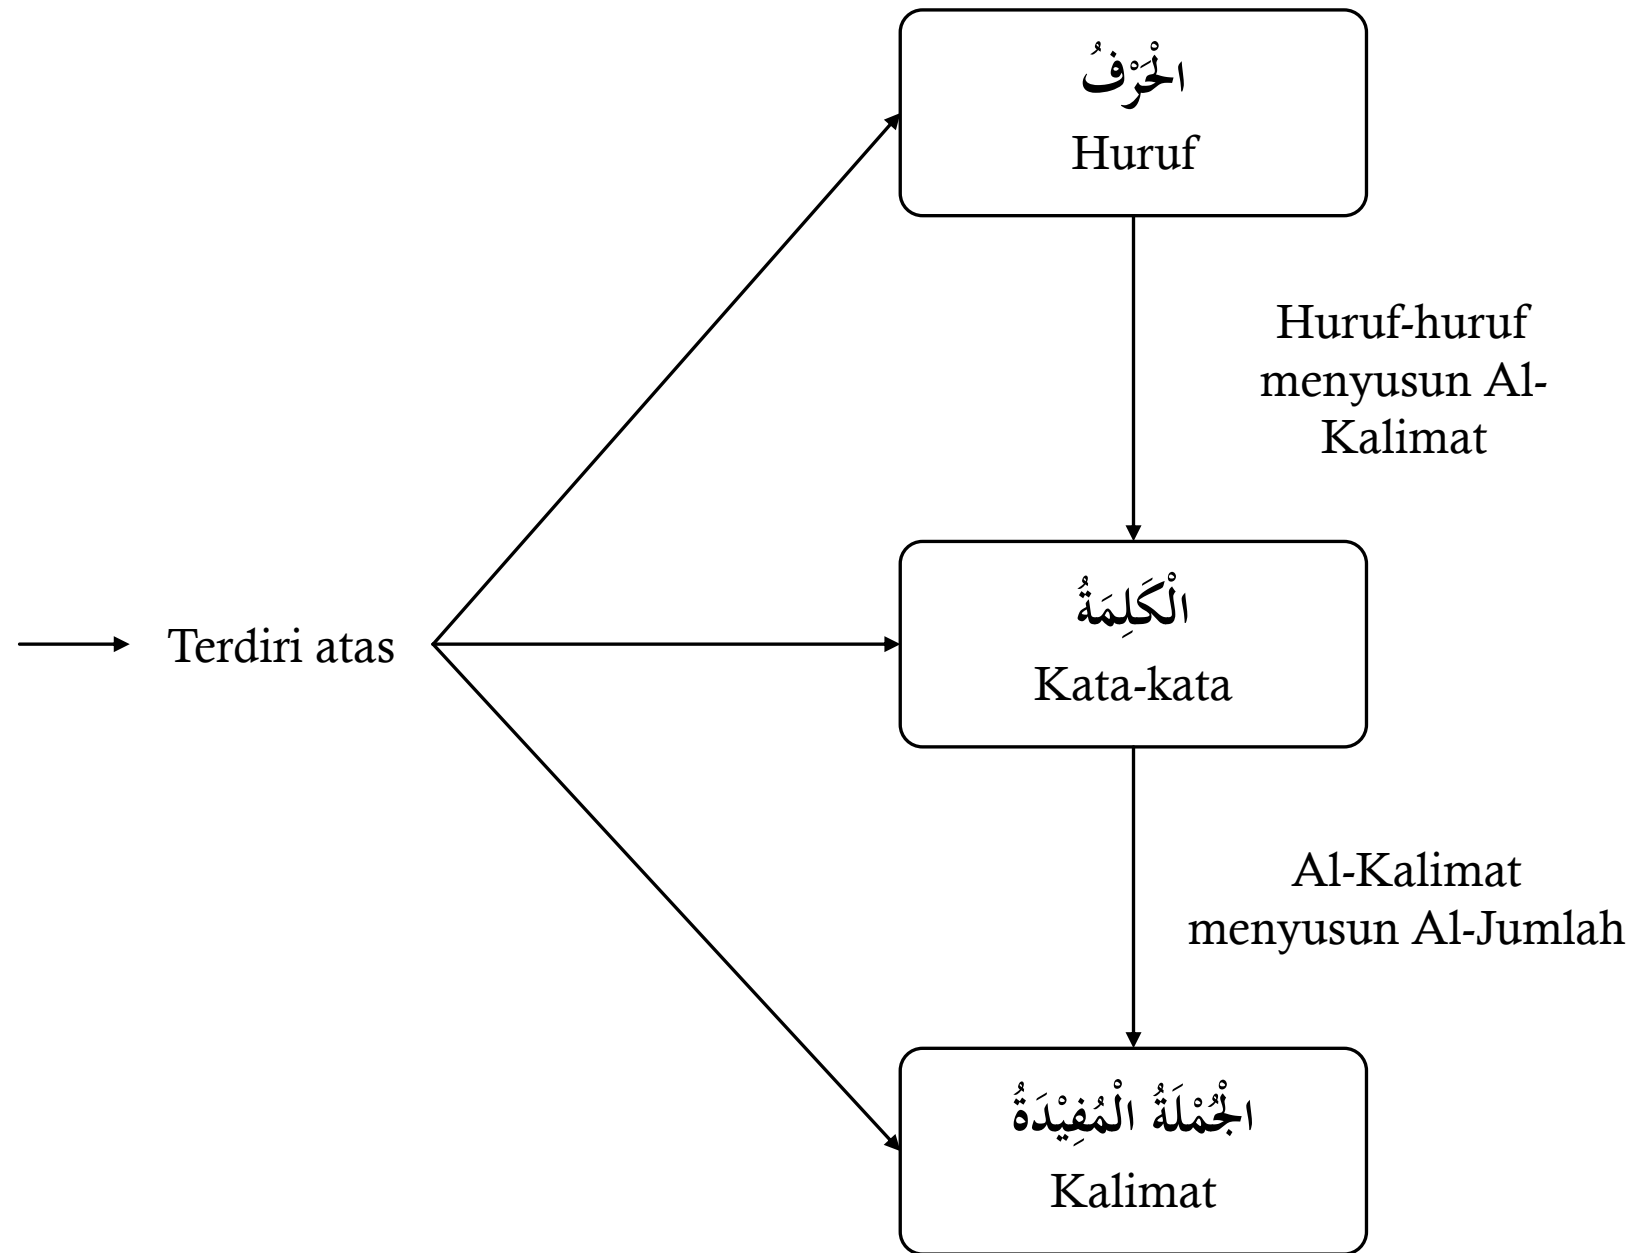 الْحَرْفُ
Huruf
Huruf-huruf
menyusun Al-
Kalimat
Terdiri atas
الْكَلِمَةُ
Kata-kata
Al-Kalimat
menyusun Al-Jumlah
الْجُمْلَةُ الْمُفِيْدَةُ
Kalimat